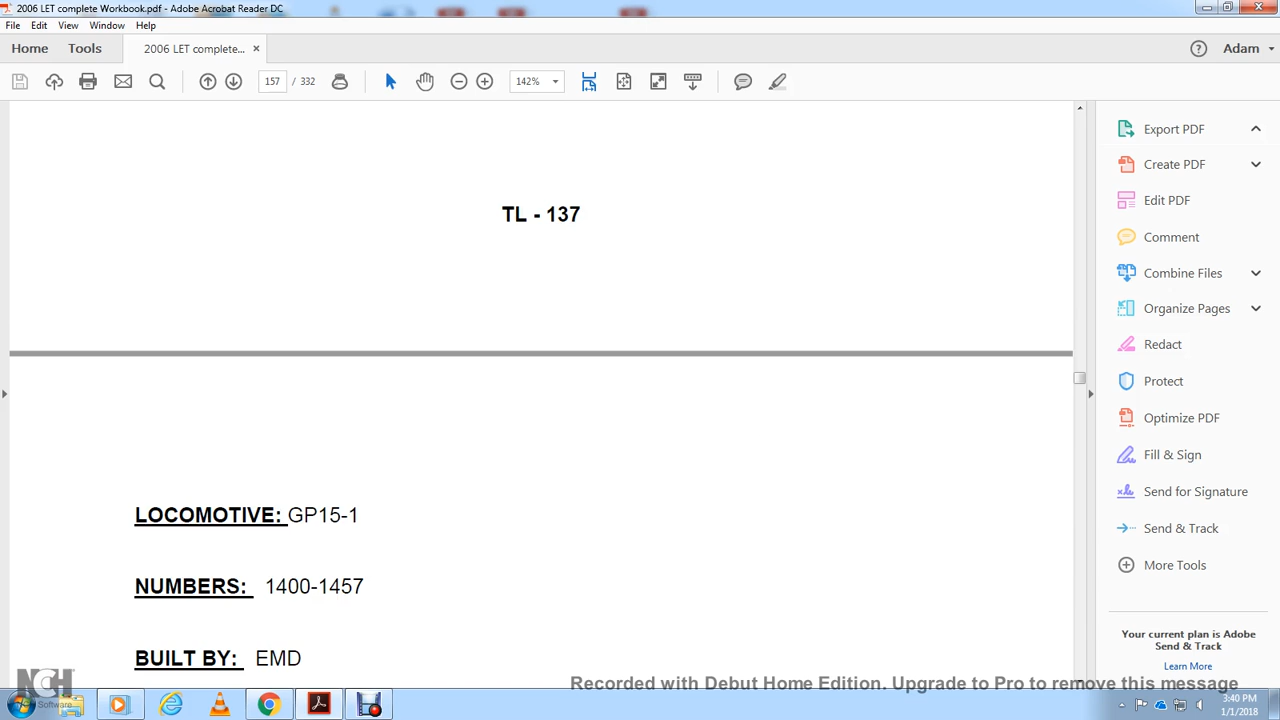 2006 LET complete Workbook.pdf - Adobe Acrobat Reader DC
File Edit View Window Help
Home Tools 2006 LET complete... × Adam
157 / 332 142%
Export PDF
TL - 137
Create PDF
Edit PDF
Comment
Combine Files
Organize Pages
Redact
Protect
Optimize PDF
Fill & Sign
Send for Signature
Send & Track
More Tools
LOCOMOTIVE: GP15-1
NUMBERS: 1400-1457
BUILT BY: EMD
Your current plan is Adobe
Send & Track
Learn More
NCH
Software
Recorded with Debut Home Edition. Upgrade to Pro to remove this message
3:40 PM
1/1/2018